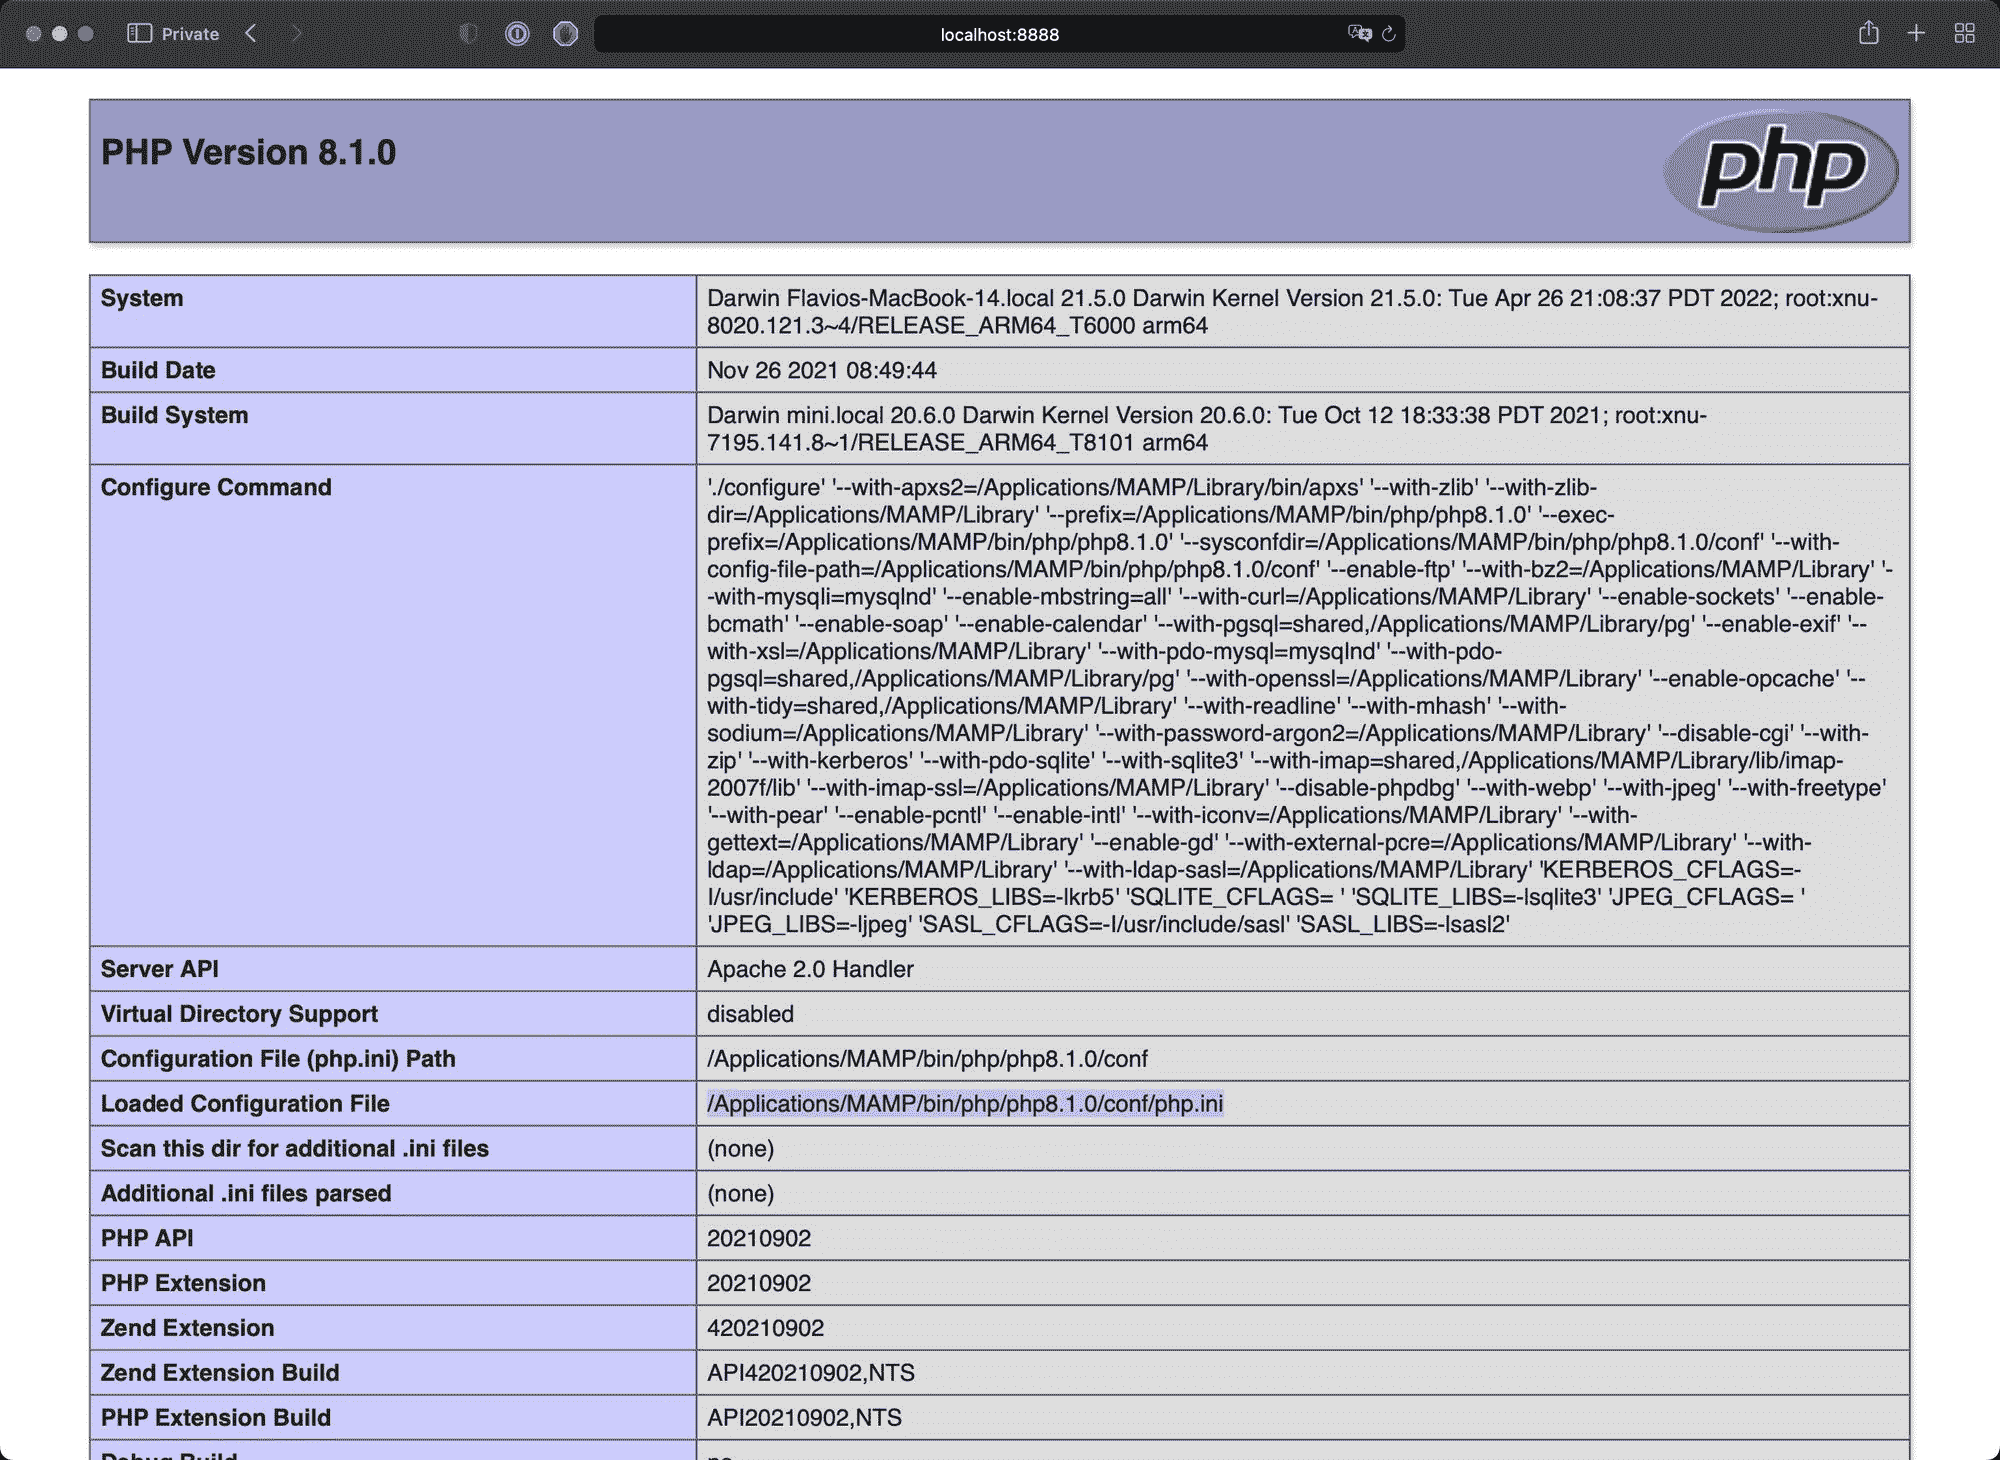 Private
localhost:8888
PHP Version 8.1.0
php
System
Darwin Flavios-MacBook-14.local 21.5.0 Darwin Kernel Version 21.5.0: Tue Apr 26 21:08:37 PDT 2022; root:xnu-
8020.121.3~4/RELEASE_ARM64_T6000 arm64
Build Date
Nov 26 2021 08:49:44
Build System
Darwin mini.local 20.6.0 Darwin Kernel Version 20.6.0: Tue Oct 12 18:33:38 PDT 2021; root:xnu-
7195.141.8~1/RELEASE_ARM64_T8101 arm64
Configure Command
'./configure' '--with-apxs2=/Applications/MAMP/Library/bin/apxs' '--with-zlib' '--with-zlib-
dir=/Applications/MAMP/Library' '--prefix=/Applications/MAMP/bin/php/php8.1.0' '--exec-
prefix=/Applications/MAMP/bin/php/php8.1.0' '--sysconfdir=/Applications/MAMP/bin/php/php8.1.0/conf' '--with-
config-file-path=/Applications/MAMP/bin/php/php8.1.0/conf' '--enable-ftp' '--with-bz2=/Applications/MAMP/Library' '-
-with-mysqli=mysqlnd' '--enable-mbstring=all' '--with-curl=/Applications/MAMP/Library' '--enable-sockets' '--enable-
bcmath' '--enable-soap' '--enable-calendar' '--with-pgsql=shared,/Applications/MAMP/Library/pg' '--enable-exif' '--
with-xsl=/Applications/MAMP/Library' '--with-pdo-mysql=mysqlnd' '--with-pdo-
pgsql=shared,/Applications/MAMP/Library/pg' '--with-openssl=/Applications/MAMP/Library' '--enable-opcache' '--
with-tidy=shared,/Applications/MAMP/Library' '--with-readline' '--with-mhash' '--with-
sodium=/Applications/MAMP/Library' '--with-password-argon2=/Applications/MAMP/Library' '--disable-cgi' '--with-
zip' '--with-kerberos' '--with-pdo-sqlite' '--with-sqlite3' '--with-imap=shared,/Applications/MAMP/Library/lib/imap-
2007f/lib' '--with-imap-ssl=/Applications/MAMP/Library' '--disable-phpdbg' '--with-webp' '--with-jpeg' '--with-freetype'
'--with-pear' '--enable-pcntl' '--enable-intl' '--with-iconv=/Applications/MAMP/Library' '--with-
gettext=/Applications/MAMP/Library' '--enable-gd' '--with-external-pcre=/Applications/MAMP/Library' '--with-
ldap=/Applications/MAMP/Library' '--with-ldap-sasl=/Applications/MAMP/Library' 'KERBEROS_CFLAGS=-
I/usr/include' 'KERBEROS_LIBS=-lkrb5' 'SQLITE_CFLAGS= ' 'SQLITE_LIBS=-lsqlite3' 'JPEG_CFLAGS= '
'JPEG_LIBS=-ljpeg' 'SASL_CFLAGS=-I/usr/include/sasl' 'SASL_LIBS=-lsasl2'
Server API
Apache 2.0 Handler
Virtual Directory Support
disabled
Configuration File (php.ini) Path
/Applications/MAMP/bin/php/php8.1.0/conf
Loaded Configuration File
/Applications/MAMP/bin/php/php8.1.0/conf/php.ini
Scan this dir for additional .ini files
(none)
Additional .ini files parsed
(none)
PHP API
20210902
PHP Extension
20210902
Zend Extension
420210902
Zend Extension Build
API420210902,NTS
PHP Extension Build
API20210902,NTS
Debug Build
no